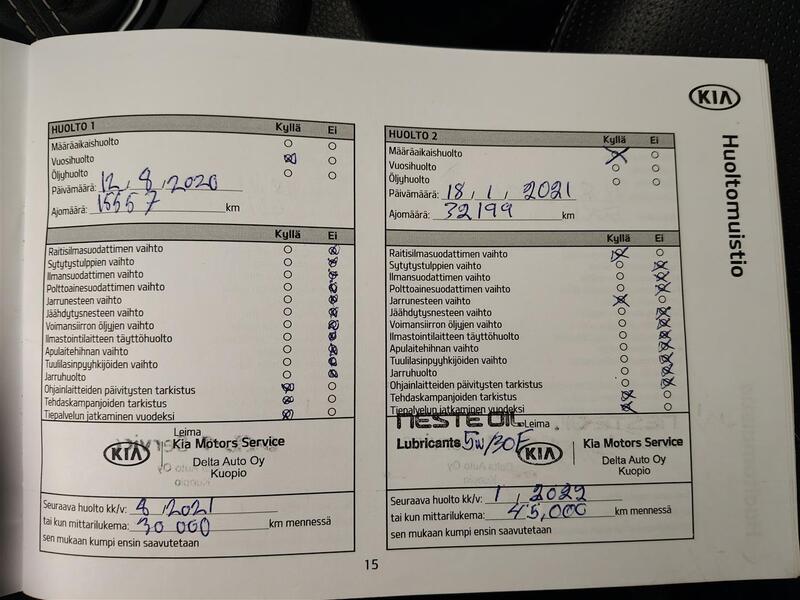 KIA
Huoltomuistio
HUOLTO 1 Kyllä Ei
Määräaikaishuolto
Vuosihuolto
Öljyhuolto
Päivämäärä: 12, 8, 2020
Ajomäärä: 15557 km
Kyllä Ei
Raitisilmasuodattimen vaihto
Sytytystulppien vaihto
Ilmansuodattimen vaihto
Polttoainesuodattimen vaihto
Jarrunesteen vaihto
Jäähdytysnesteen vaihto
Voimansiirron öljyjen vaihto
Ilmastointilaitteen täyttöhuolto
Apulaitehihnan vaihto
Tuulilasinpyyhkijöiden vaihto
Jarruhuolto
Ohjainlaitteiden päivitysten tarkistus
Tehdaskampanjoiden tarkistus
Tiepalvelun jatkaminen vuodeksi
Leima
KIA
Kia Motors Service
Delta Auto Oy
Kuopio
Seuraava huolto kk/v: 8, 2021
tai kun mittarilukema: 30 000 km mennessä
sen mukaan kumpi ensin saavutetaan
HUOLTO 2 Kyllä Ei
Määräaikaishuolto
Vuosihuolto
Öljyhuolto
Päivämäärä: 18, 1, 2021
Ajomäärä: 32199 km
Kyllä Ei
Raitisilmasuodattimen vaihto
Sytytystulppien vaihto
Ilmansuodattimen vaihto
Polttoainesuodattimen vaihto
Jarrunesteen vaihto
Jäähdytysnesteen vaihto
Voimansiirron öljyjen vaihto
Ilmastointilaitteen täyttöhuolto
Apulaitehihnan vaihto
Tuulilasinpyyhkijöiden vaihto
Jarruhuolto
Ohjainlaitteiden päivitysten tarkistus
Tehdaskampanjoiden tarkistus
Tiepalvelun jatkaminen vuodeksi
NESTE OIL Leima
Lubricants 5W/30F
KIA
Kia Motors Service
Delta Auto Oy
Kuopio
Seuraava huolto kk/v: 1, 2022
tai kun mittarilukema: 45,000 km mennessä
sen mukaan kumpi ensin saavutetaan
15